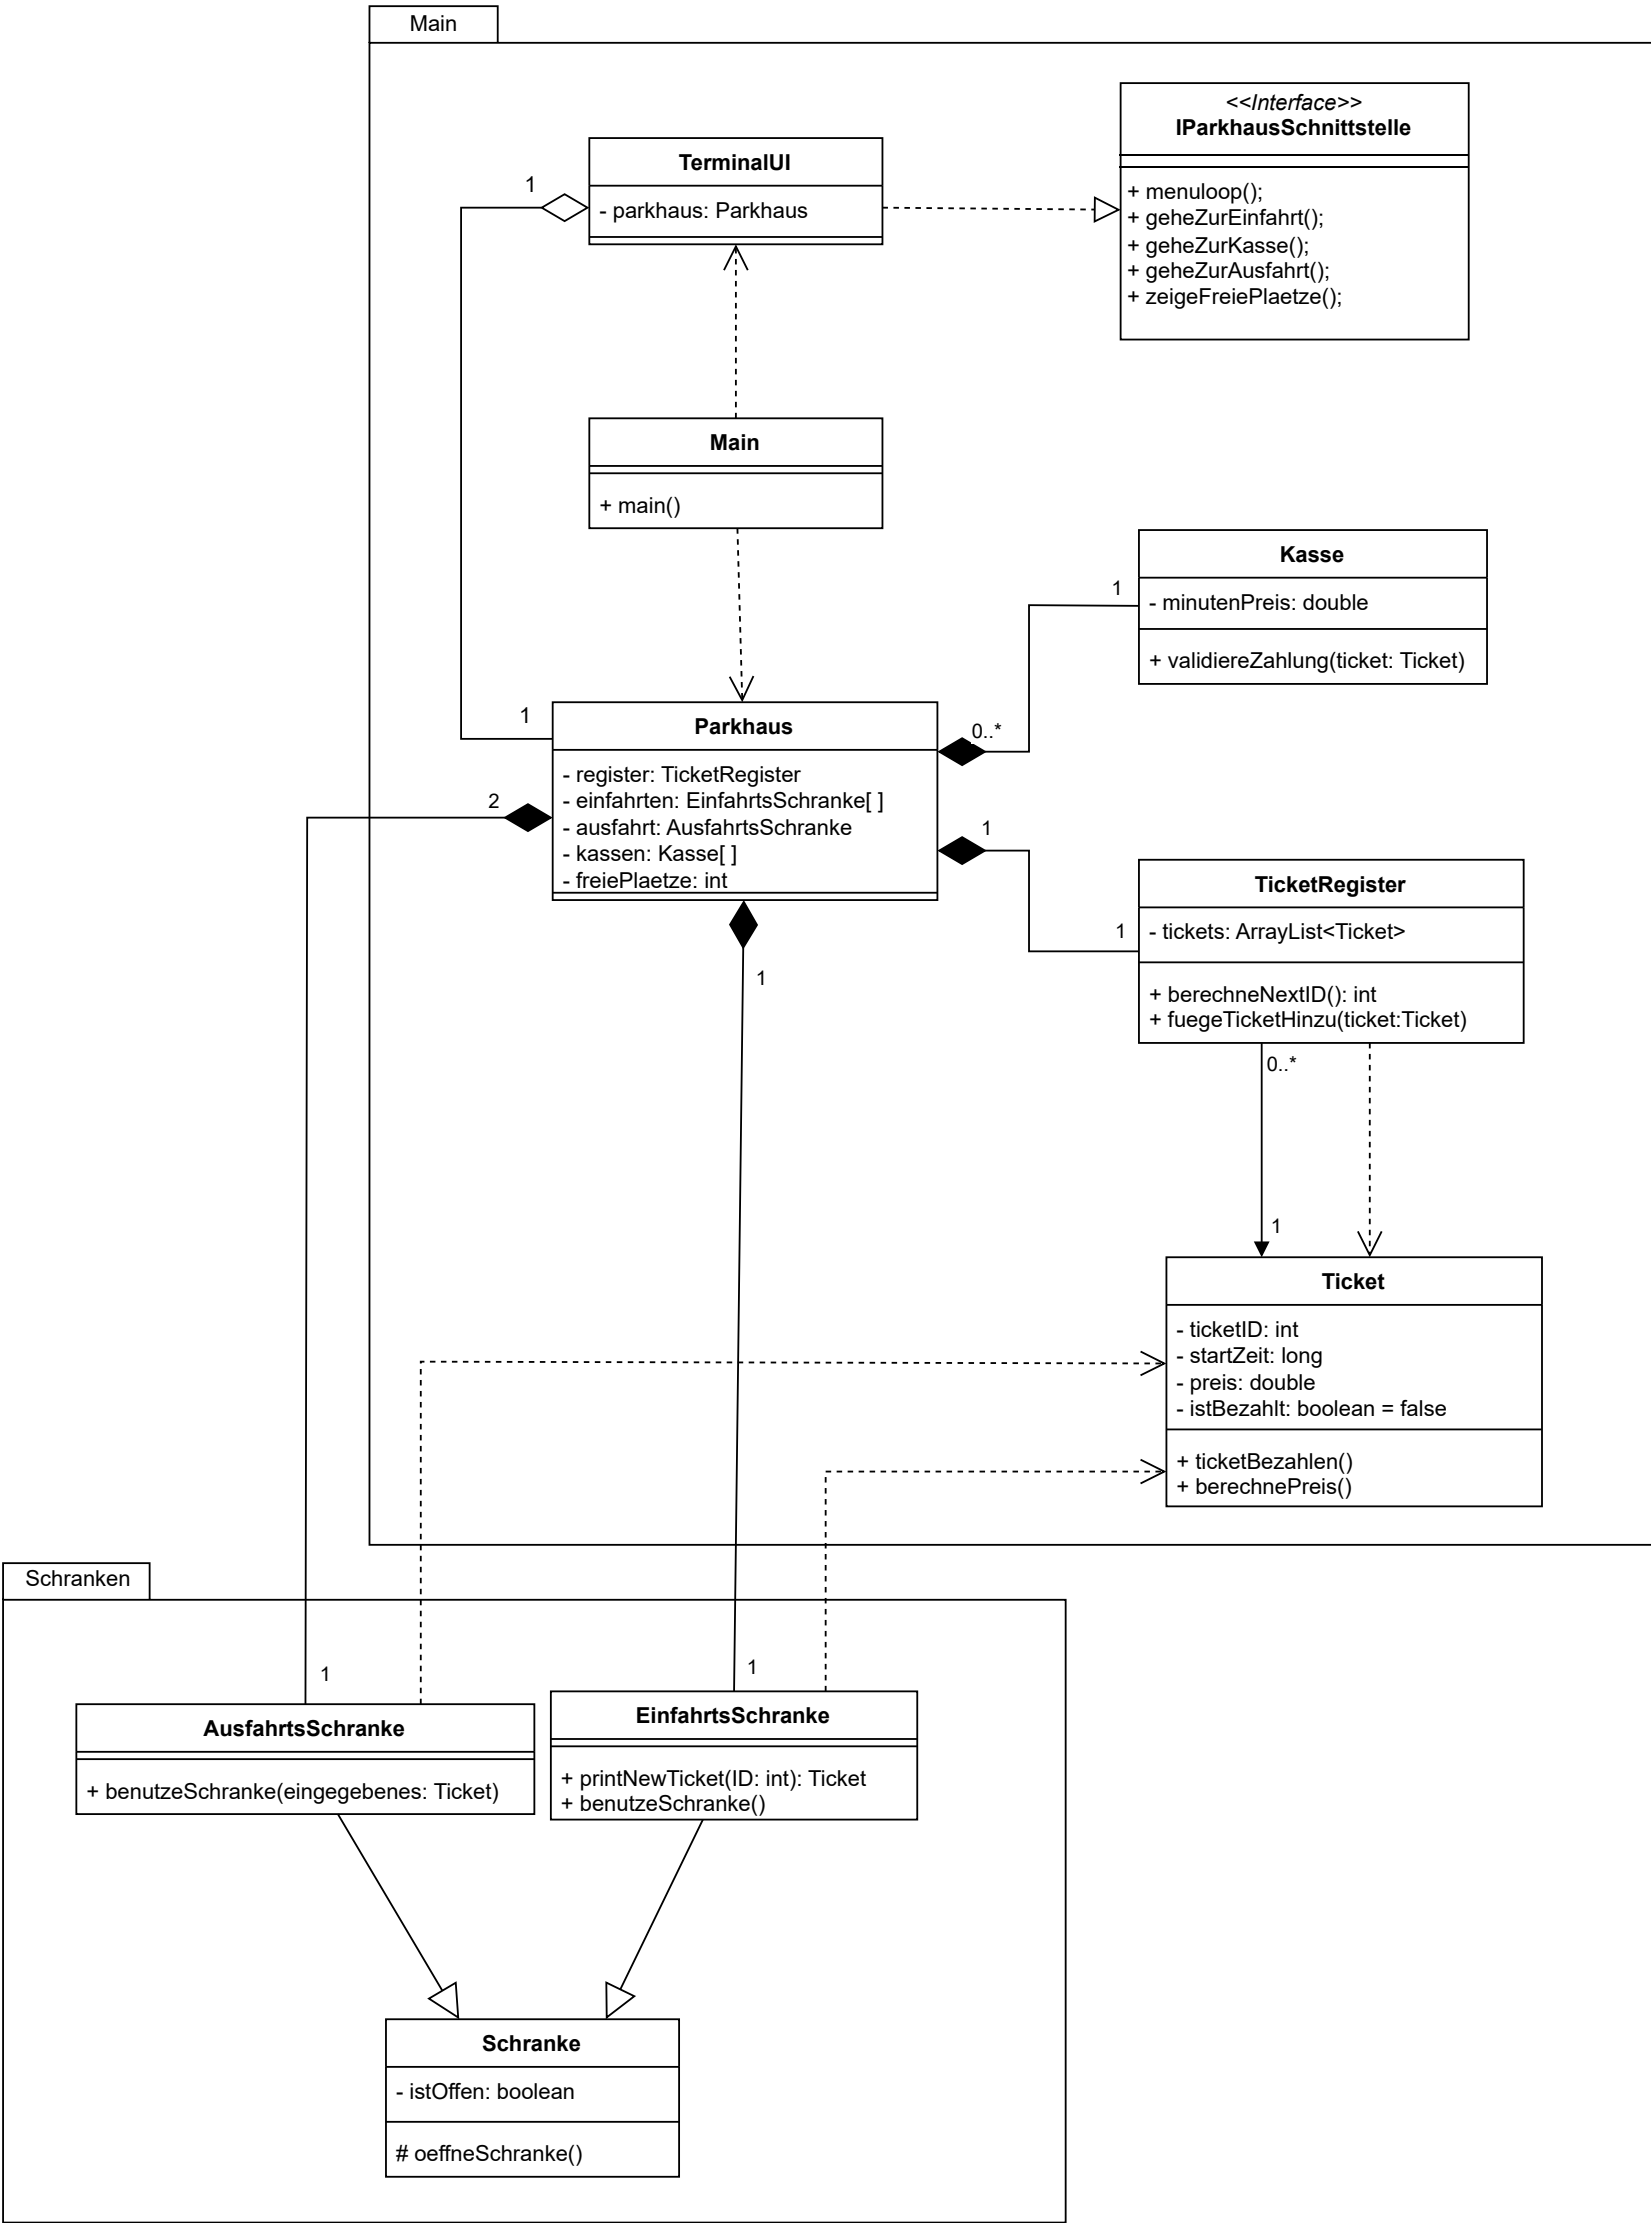 Main
<<Interface>>
IParkhausSchnittstelle
+ menuloop();
+ geheZurEinfahrt();
+ geheZurKasse();
+ geheZurAusfahrt();
+ zeigeFreiePlaetze();
TerminalUI
- parkhaus: Parkhaus
1
Main
+ main()
Kasse
- minutenPreis: double
+ validiereZahlung(ticket: Ticket)
1
1
Parkhaus
- register: TicketRegister
- einfahrten: EinfahrtsSchranke[ ]
- ausfahrt: AusfahrtsSchranke
- kassen: Kasse[ ]
- freiePlaetze: int
0..*
2
1
1
TicketRegister
- tickets: ArrayList<Ticket>
+ berechneNextID(): int
+ fuegeTicketHinzu(ticket:Ticket)
1
0..*
1
Ticket
- ticketID: int
- startZeit: long
- preis: double
- istBezahlt: boolean = false
+ ticketBezahlen()
+ berechnePreis()
Schranken
1
1
AusfahrtsSchranke
+ benutzeSchranke(eingegebenes: Ticket)
EinfahrtsSchranke
+ printNewTicket(ID: int): Ticket
+ benutzeSchranke()
Schranke
- istOffen: boolean
# oeffneSchranke()